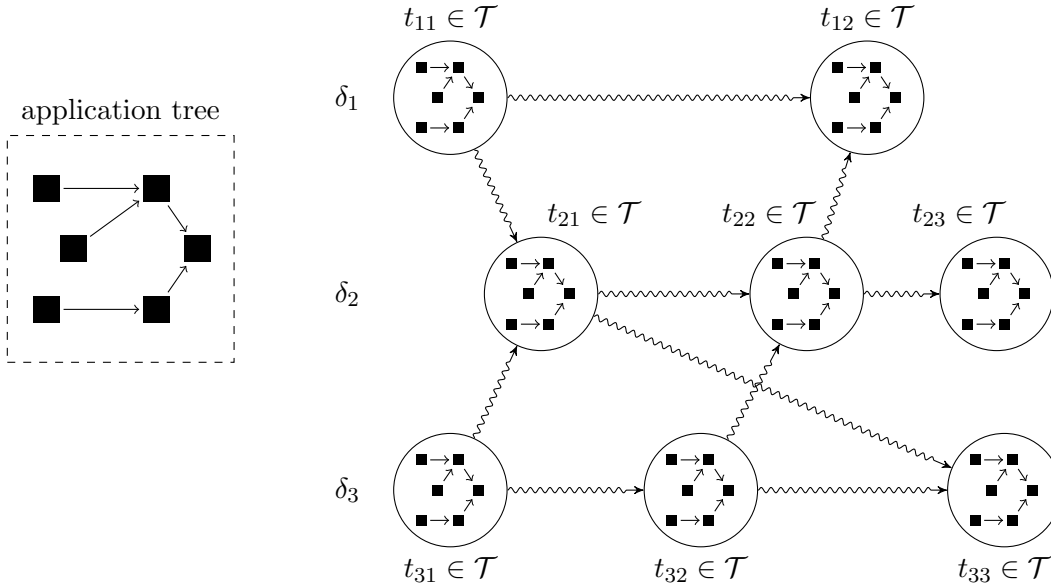 t₁₁ ∈ 𝒯 t₁₂ ∈ 𝒯
δ₁
application tree
t₂₁ ∈ 𝒯 t₂₂ ∈ 𝒯 t₂₃ ∈ 𝒯
δ₂
δ₃
t₃₁ ∈ 𝒯 t₃₂ ∈ 𝒯 t₃₃ ∈ 𝒯